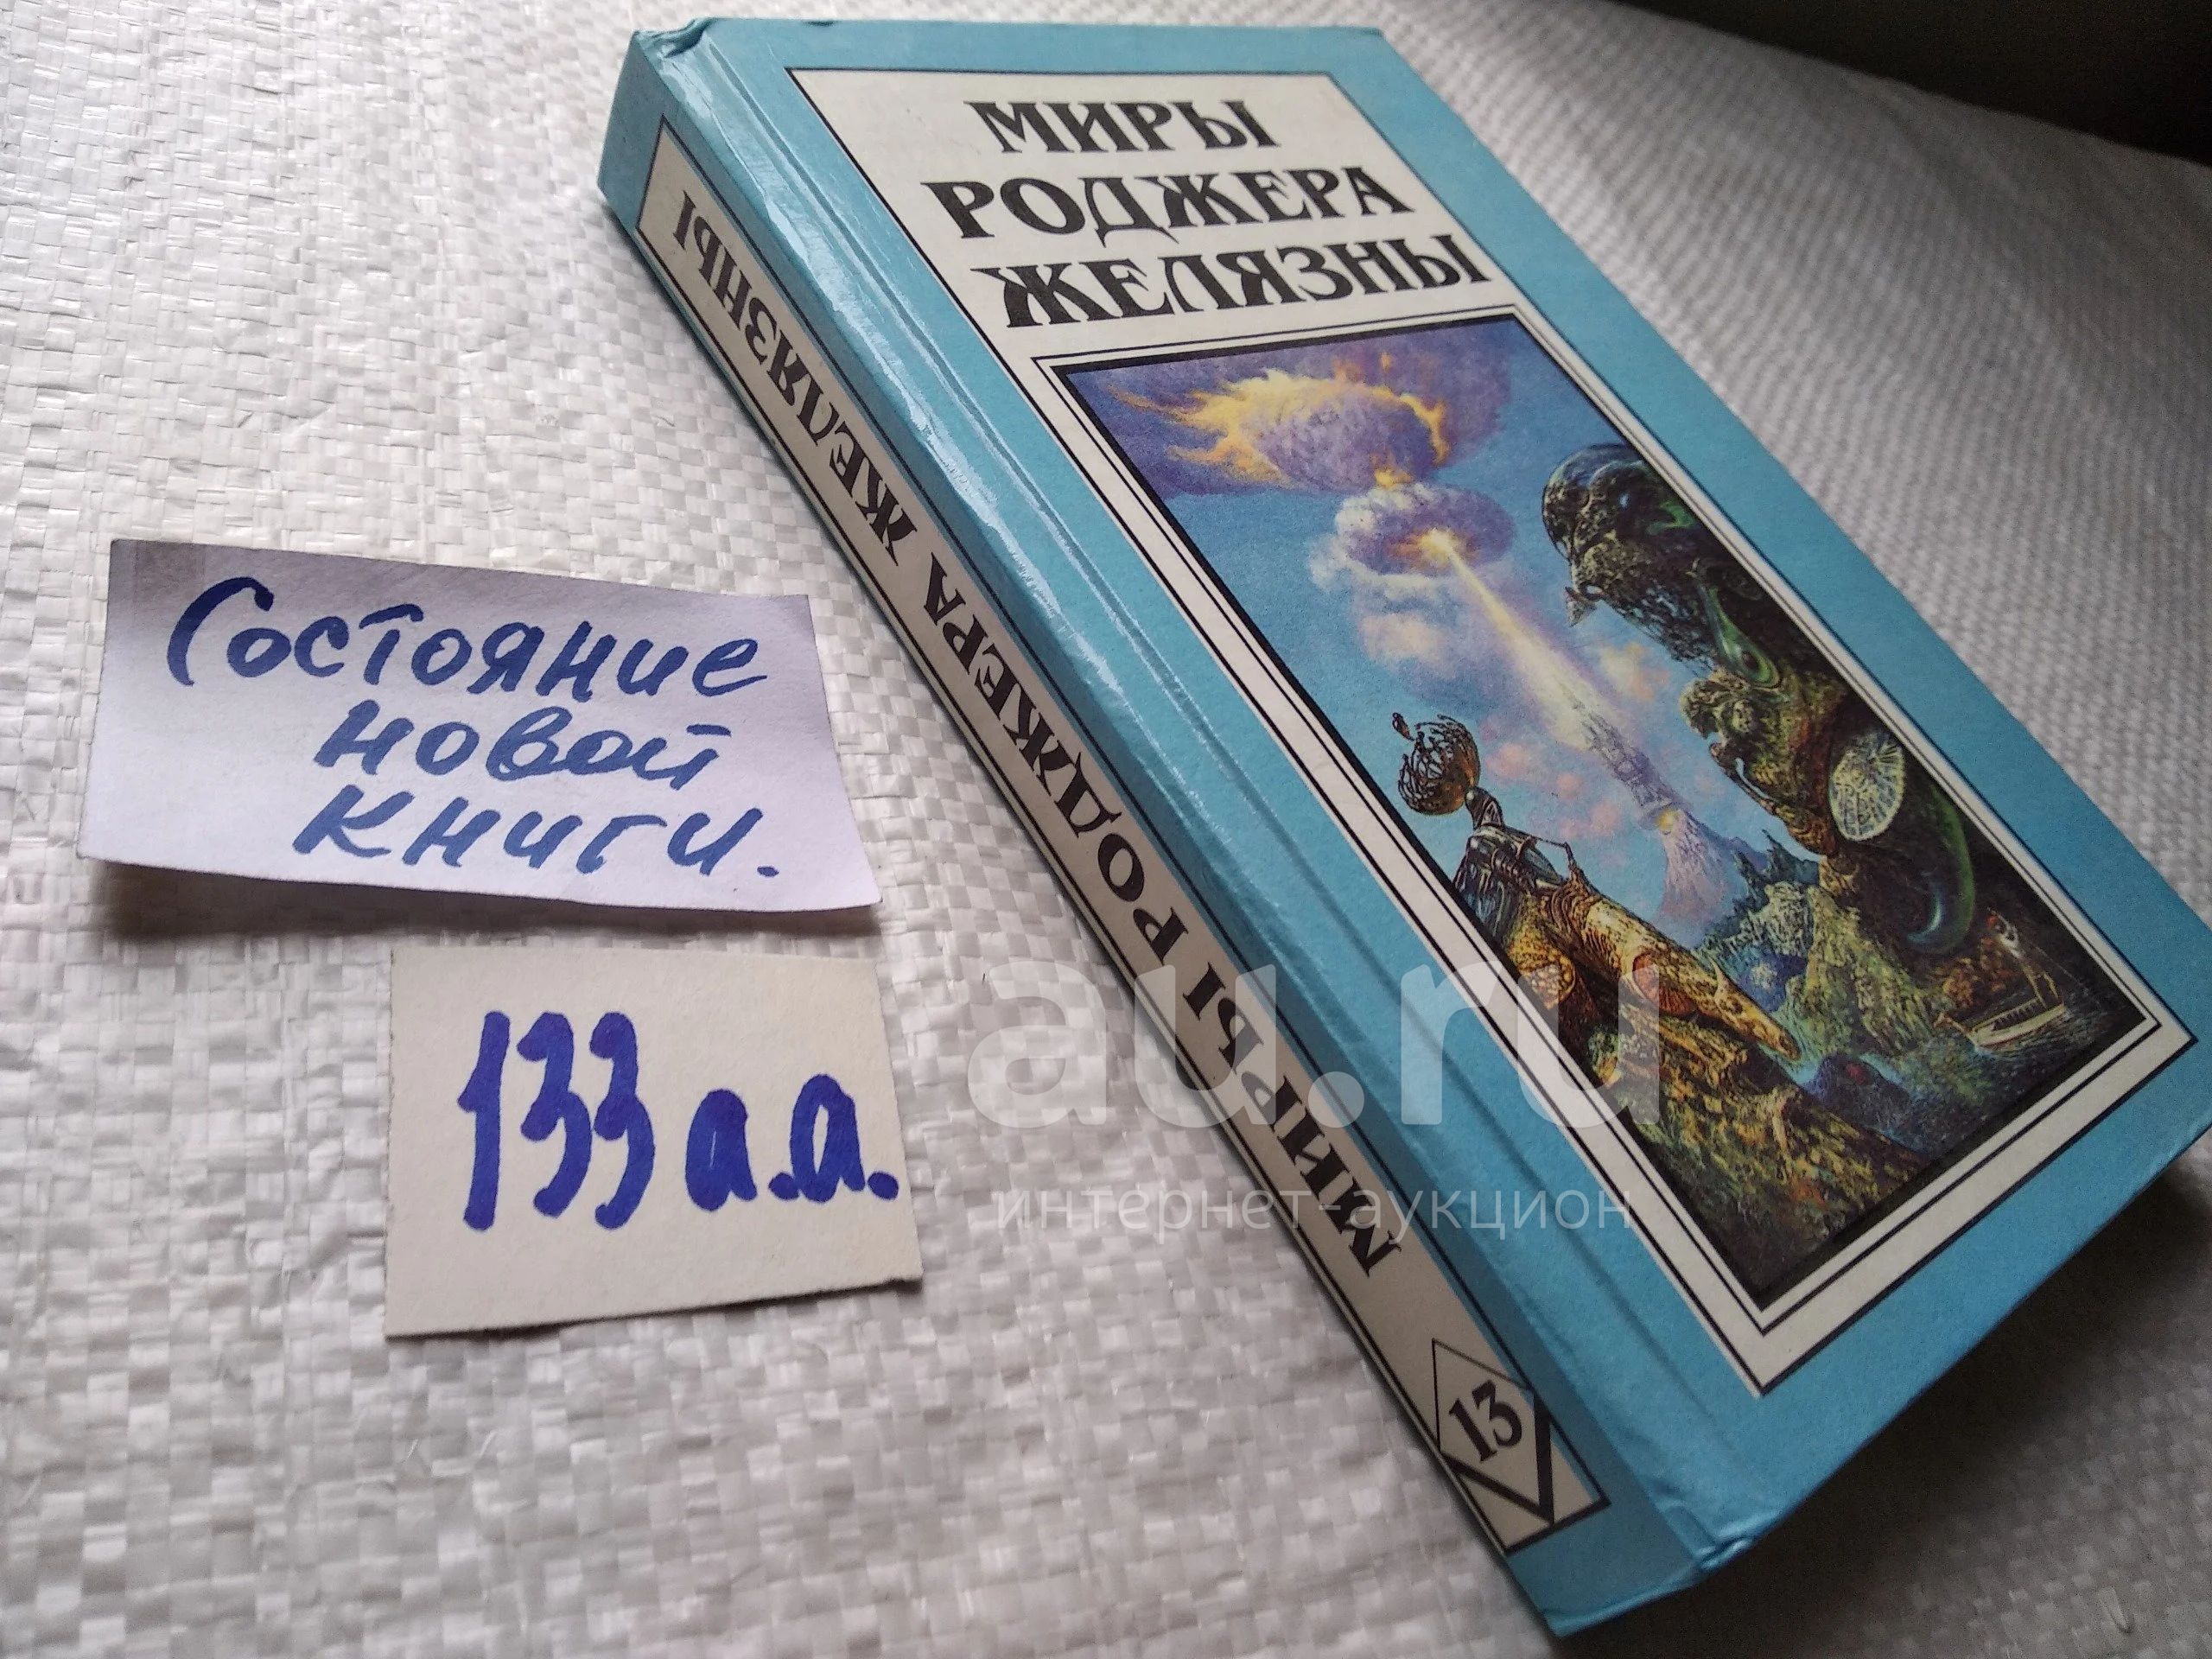 МИРЫ
РОДЖЕРА
ЖЕЛЯЗНЫ
МИРЫ РОДЖЕРА ЖЕЛЯЗНЫ
13
Состояние
новой
книги.
133 а.а.
au.ru
интернет-аукцион